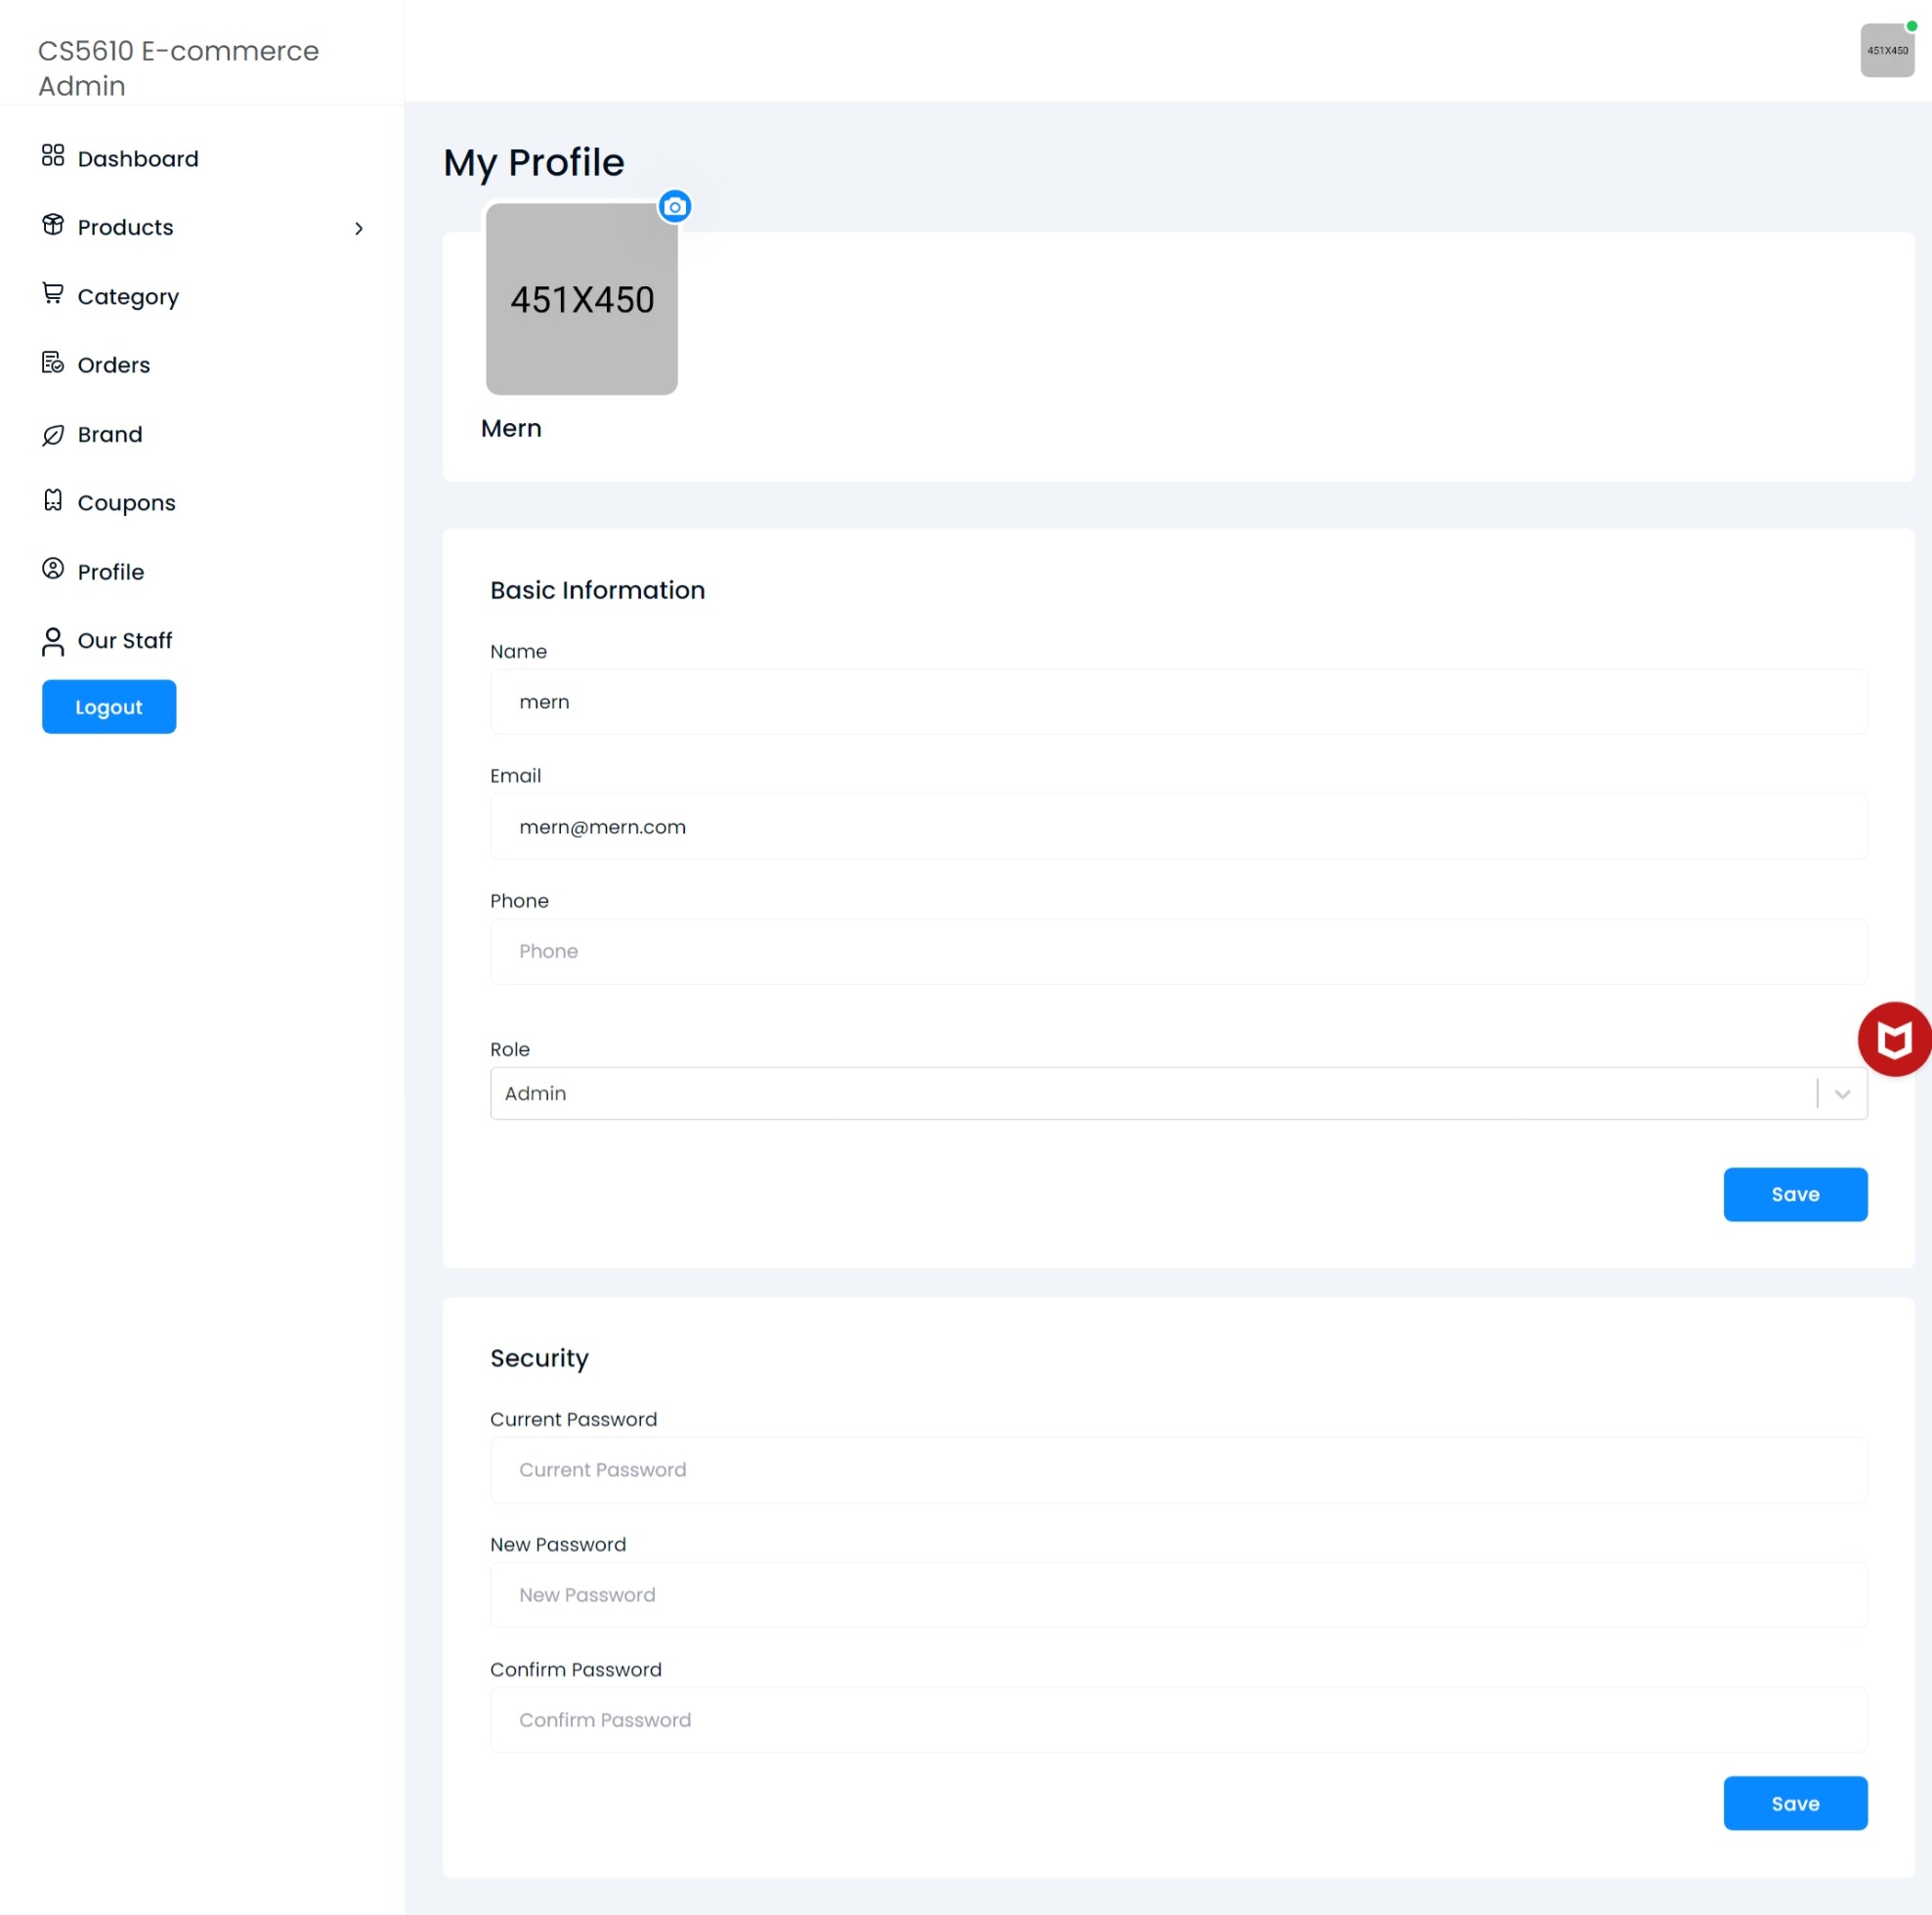 CS5610 E-commerce
Admin
451X450
Dashboard
Products
Category
Orders
Brand
Coupons
Profile
Our Staff
Logout
My Profile
451X450
Mern
Basic Information
Name
mern
Email
mern@mern.com
Phone
Phone
Role
Admin
Save
Security
Current Password
Current Password
New Password
New Password
Confirm Password
Confirm Password
Save